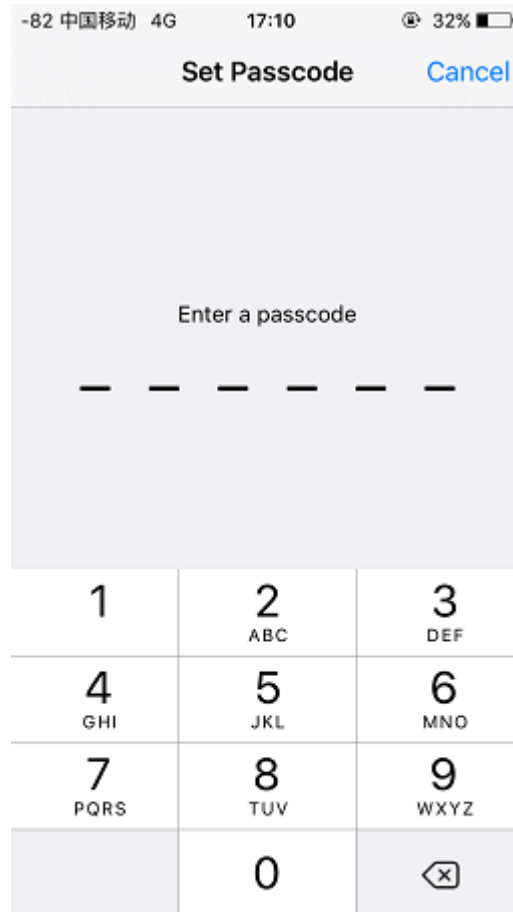 -82 中国移动 4G 17:10 32%
Set Passcode Cancel
Enter a passcode
1 2 3
ABC DEF
4 5 6
GHI JKL MNO
7 8 9
PQRS TUV WXYZ
0